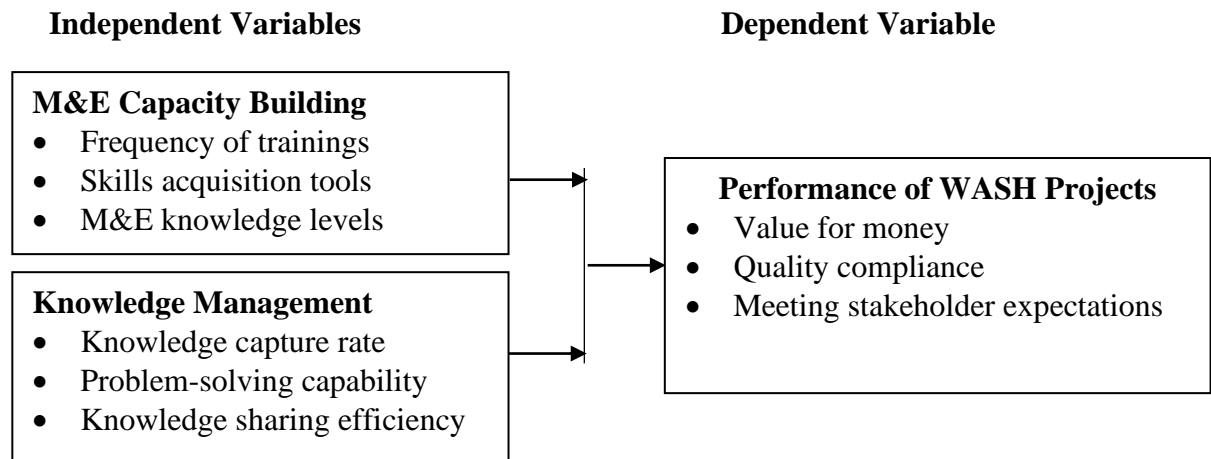 Independent Variables
Dependent Variable
M&E Capacity Building
• Frequency of trainings
• Skills acquisition tools
• M&E knowledge levels
Knowledge Management
• Knowledge capture rate
• Problem-solving capability
• Knowledge sharing efficiency
Performance of WASH Projects
• Value for money
• Quality compliance
• Meeting stakeholder expectations